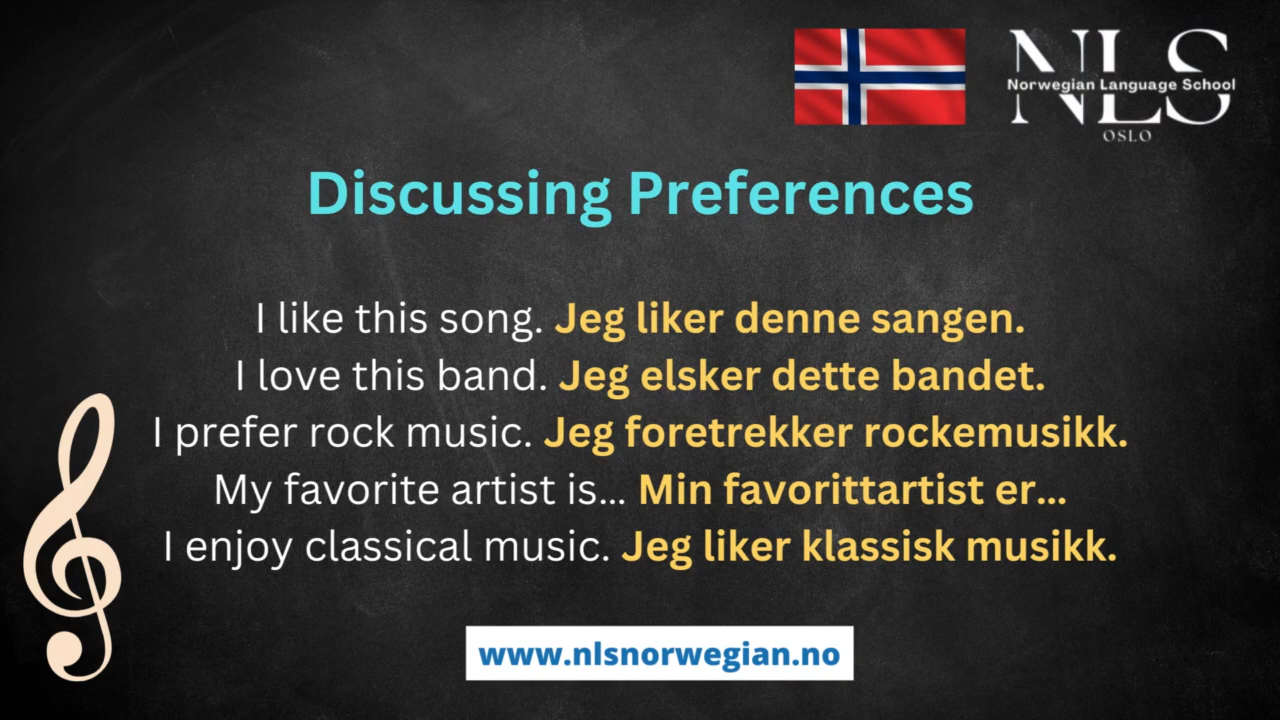 NLS
Norwegian Language School
OSLO
Discussing Preferences
I like this song. Jeg liker denne sangen.
I love this band. Jeg elsker dette bandet.
I prefer rock music. Jeg foretrekker rockemusikk.
My favorite artist is... Min favorittartist er...
I enjoy classical music. Jeg liker klassisk musikk.
www.nlsnorwegian.no